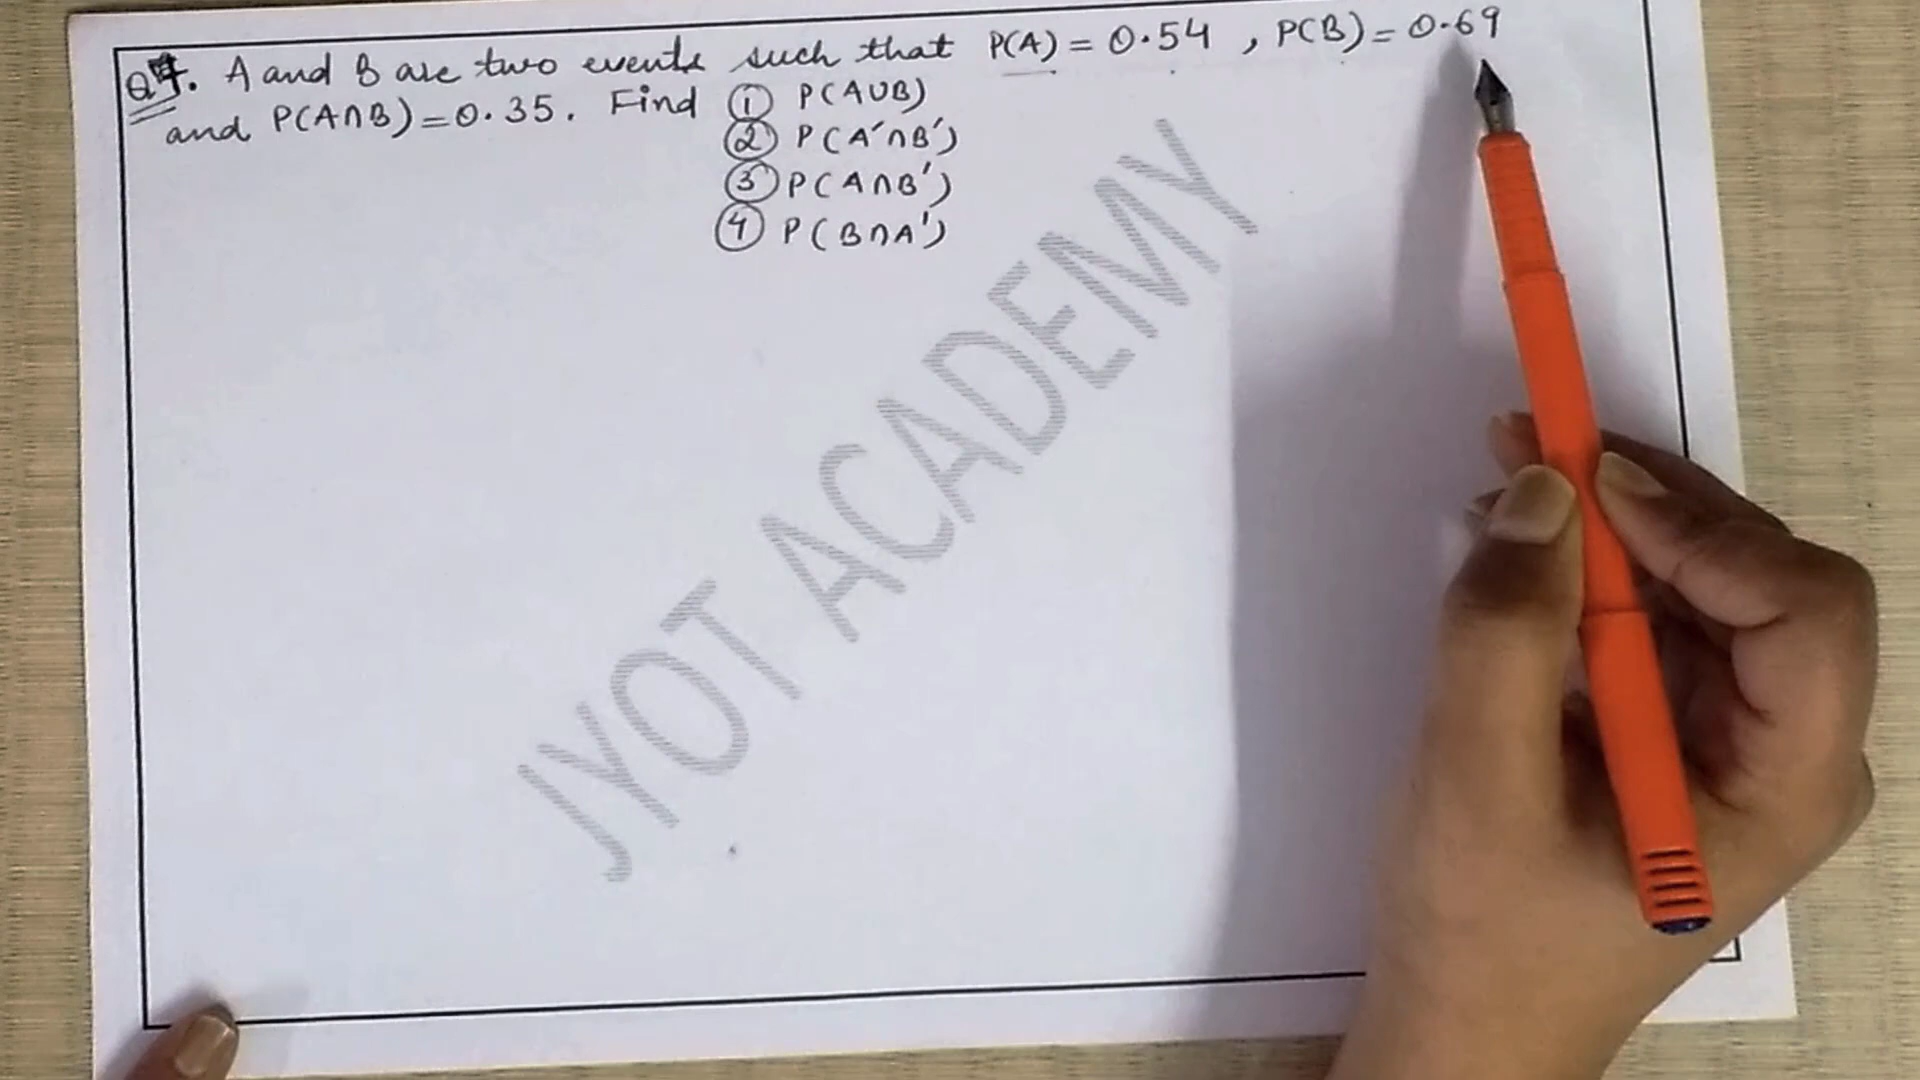 Q4. A and B are two events such that P(A) = 0.54 , P(B) = 0.69
and P(A∩B) = 0.35. Find ① P(A∪B)
② P(A′∩B′)
③ P(A∩B′)
④ P(B∩A′)
JYOT ACADEMY